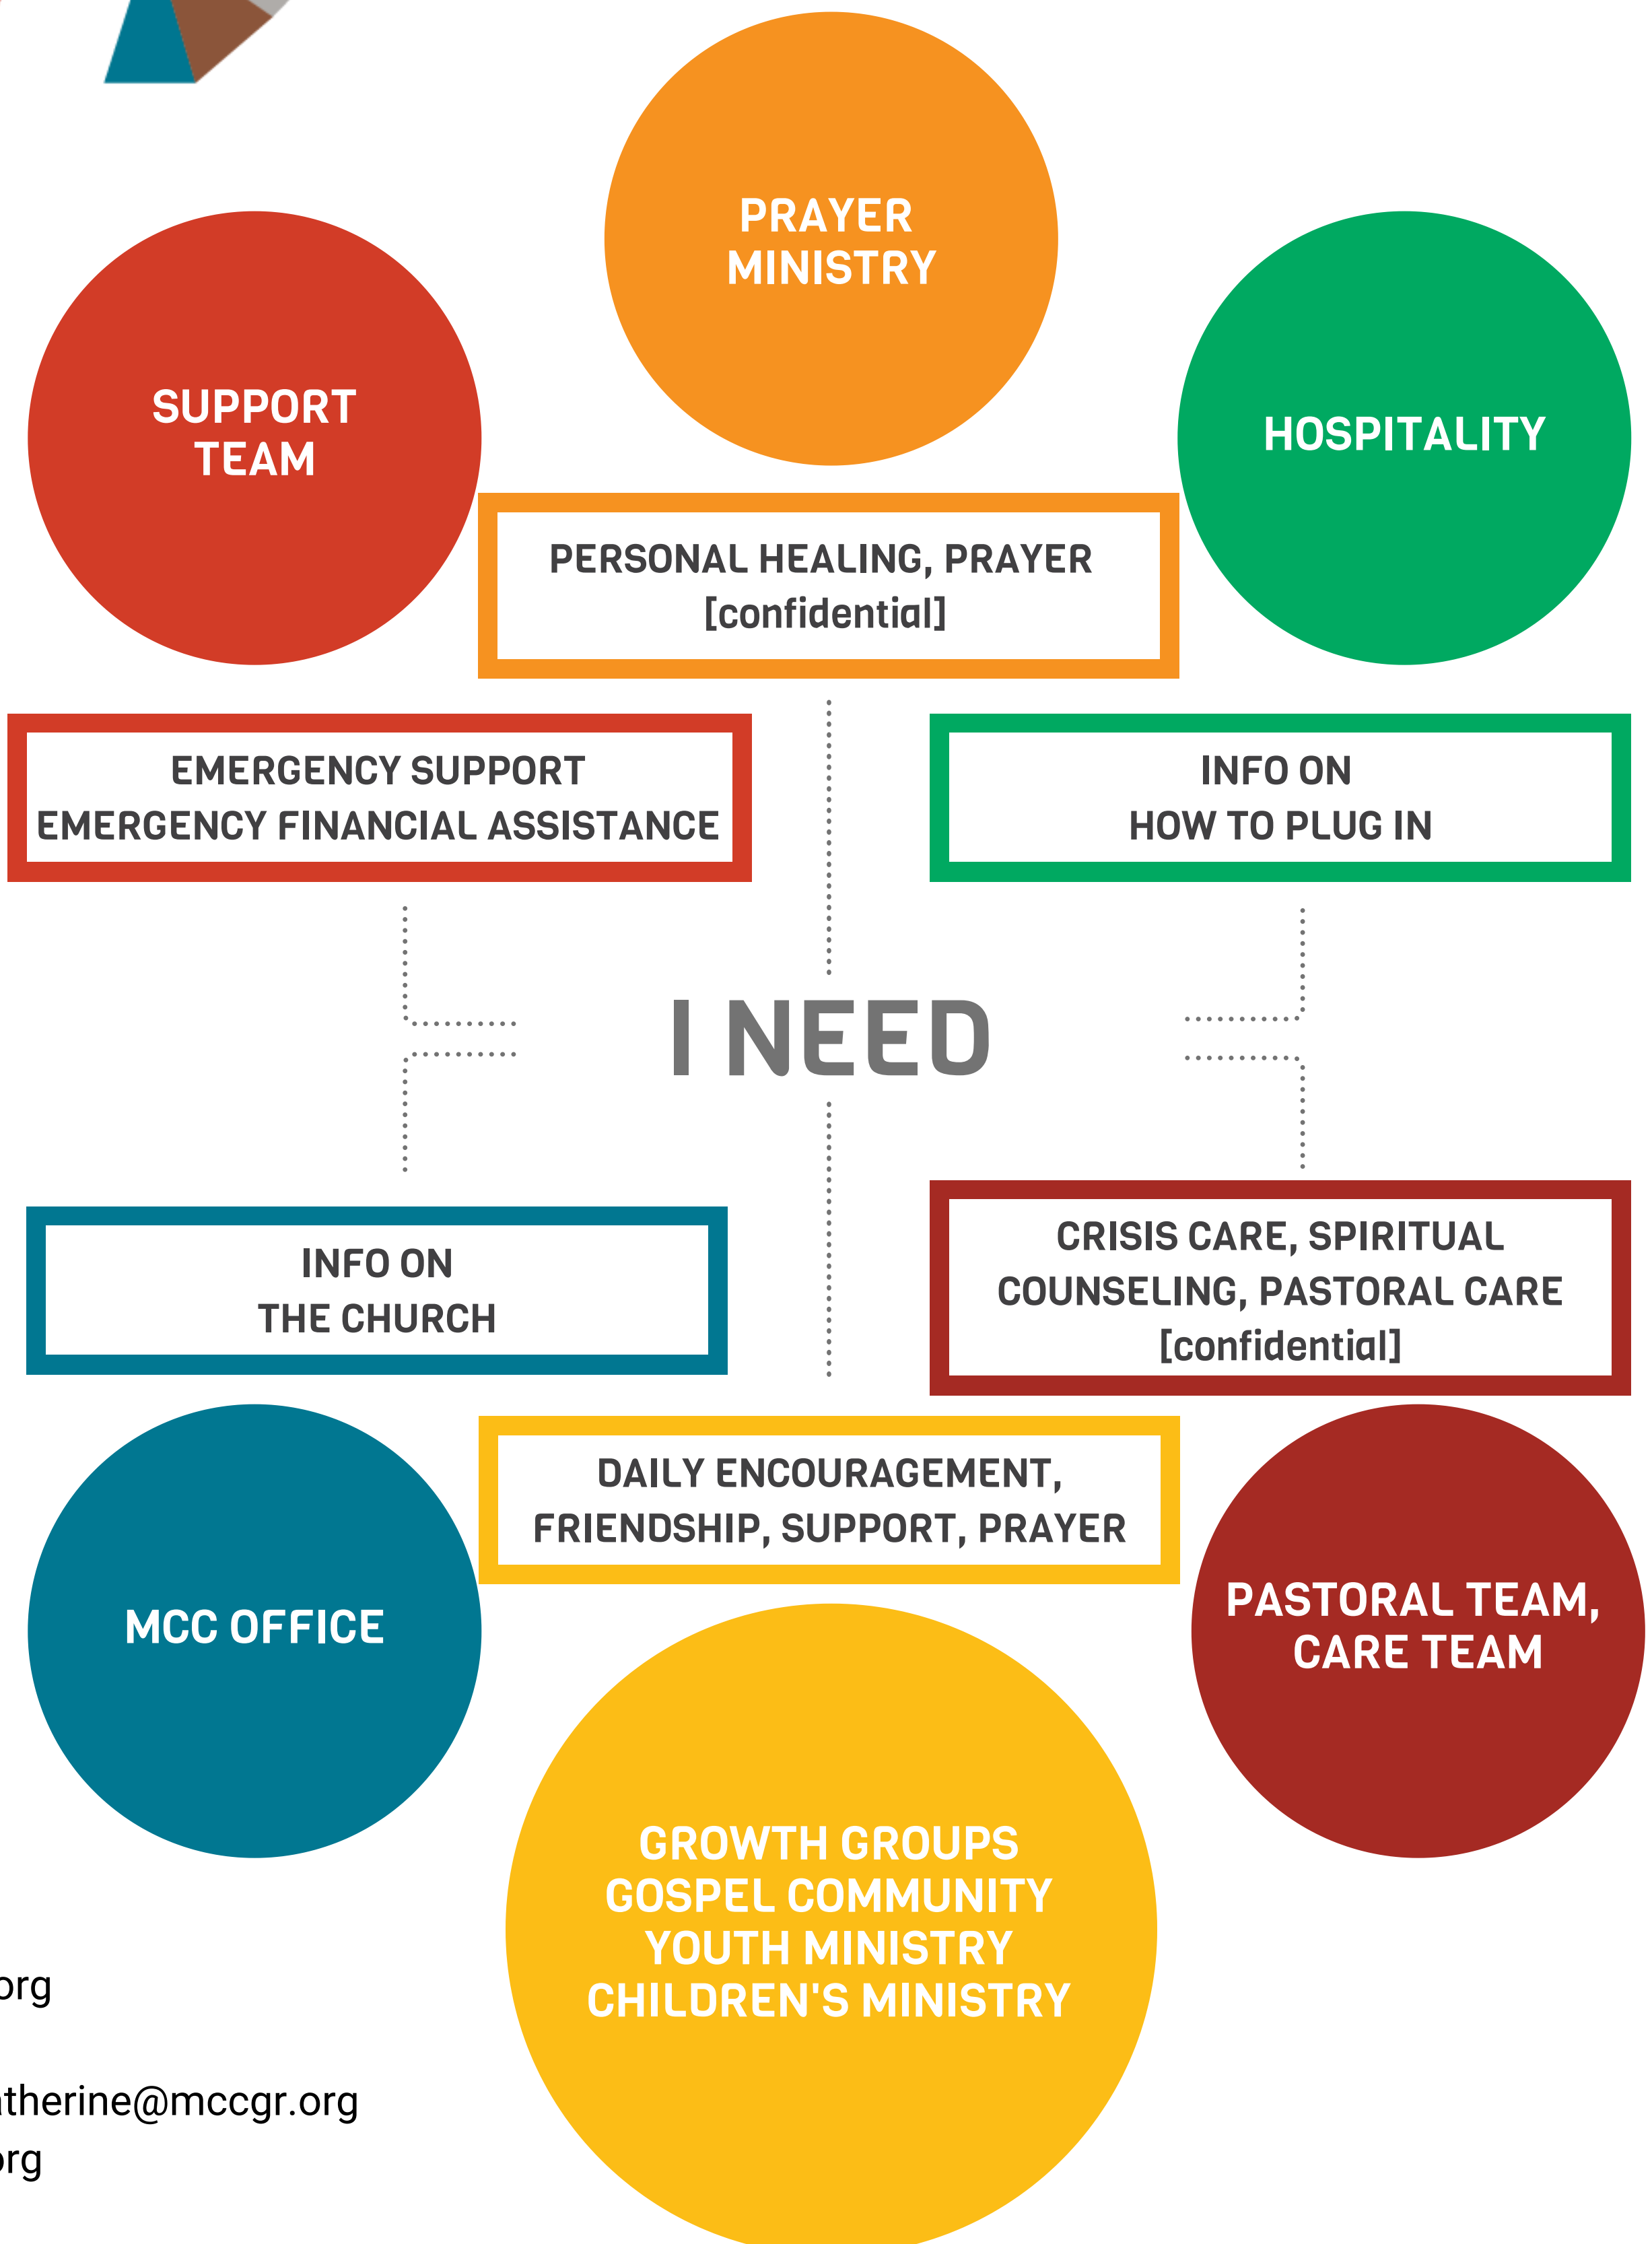 PRAYER
MINISTRY
SUPPORT
TEAM
HOSPITALITY
PERSONAL HEALING, PRAYER
[confidential]
EMERGENCY SUPPORT
EMERGENCY FINANCIAL ASSISTANCE
INFO ON
HOW TO PLUG IN
I NEED
INFO ON
THE CHURCH
CRISIS CARE, SPIRITUAL
COUNSELING, PASTORAL CARE
[confidential]
DAILY ENCOURAGEMENT,
FRIENDSHIP, SUPPORT, PRAYER
MCC OFFICE
PASTORAL TEAM,
CARE TEAM
GROWTH GROUPS
GOSPEL COMMUNITY
YOUTH MINISTRY
CHILDREN'S MINISTRY
org
therine@mccgr.org
org